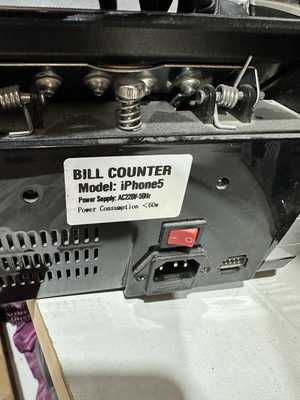 BILL COUNTER
Model: iPhone5
Power Supply: AC220V-50Hz
Power Consumption <60w